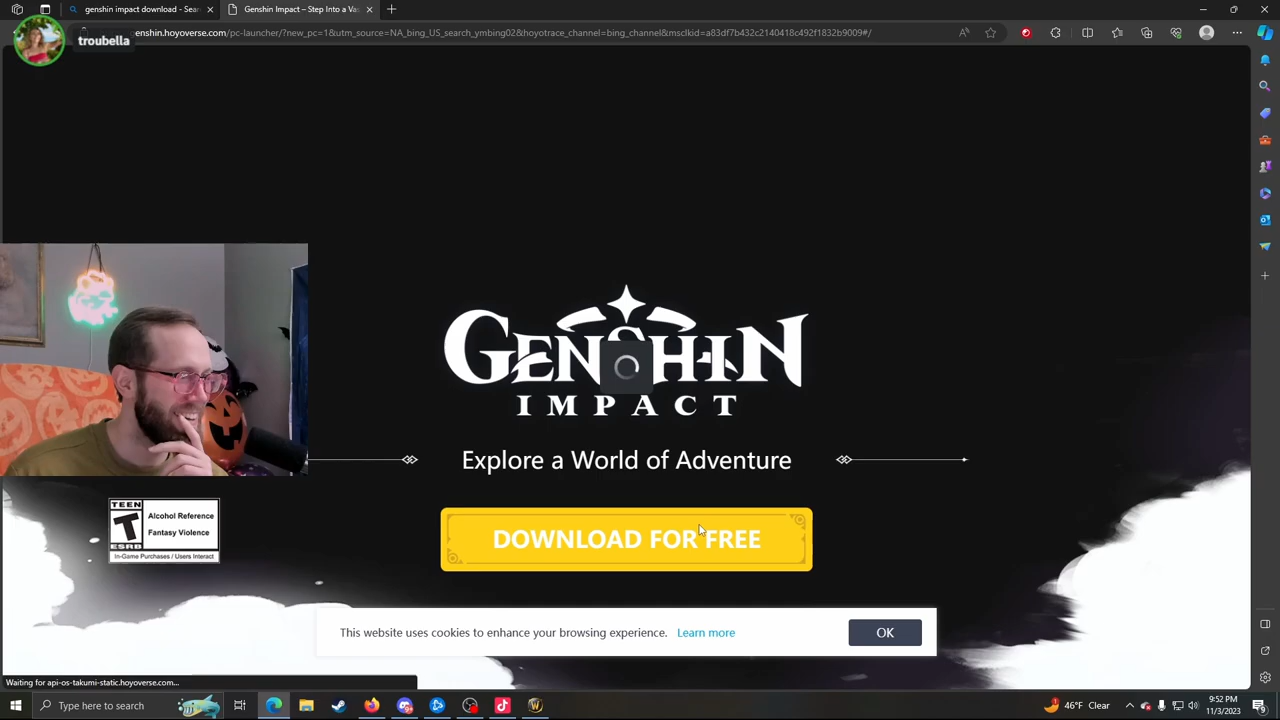 genshin impact download - Sear
Genshin Impact – Step Into a Vas
troubella
genshin.hoyoverse.com/pc-launcher/?new_pc=1&utm_source=NA_bing_US_search_ymbing02&hoyotrace_channel=bing_channel&msclkid=a83df7b432c2140418c492f1832b9009#/
GENSHIN
IMPACT
Explore a World of Adventure
TEEN
T
ESRB
Alcohol Reference
Fantasy Violence
In-Game Purchases / Users Interact
DOWNLOAD FOR FREE
This website uses cookies to enhance your browsing experience. Learn more
OK
Waiting for api-os-takumi-static.hoyoverse.com...
Type here to search
46°F Clear
9:52 PM
11/3/2023